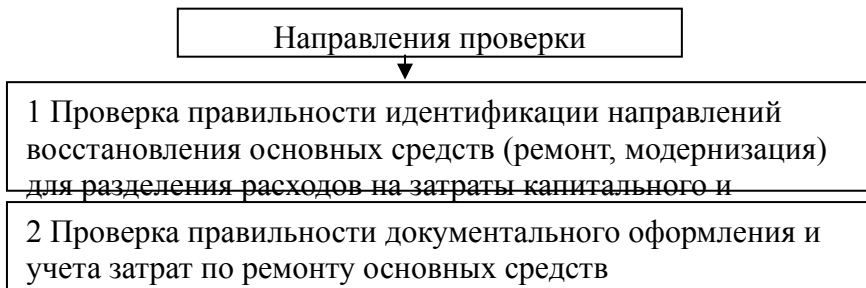 Направления проверки
1 Проверка правильности идентификации направлений
восстановления основных средств (ремонт, модернизация)
для разделения расходов на затраты капитального и
2 Проверка правильности документального оформления и
учета затрат по ремонту основных средств